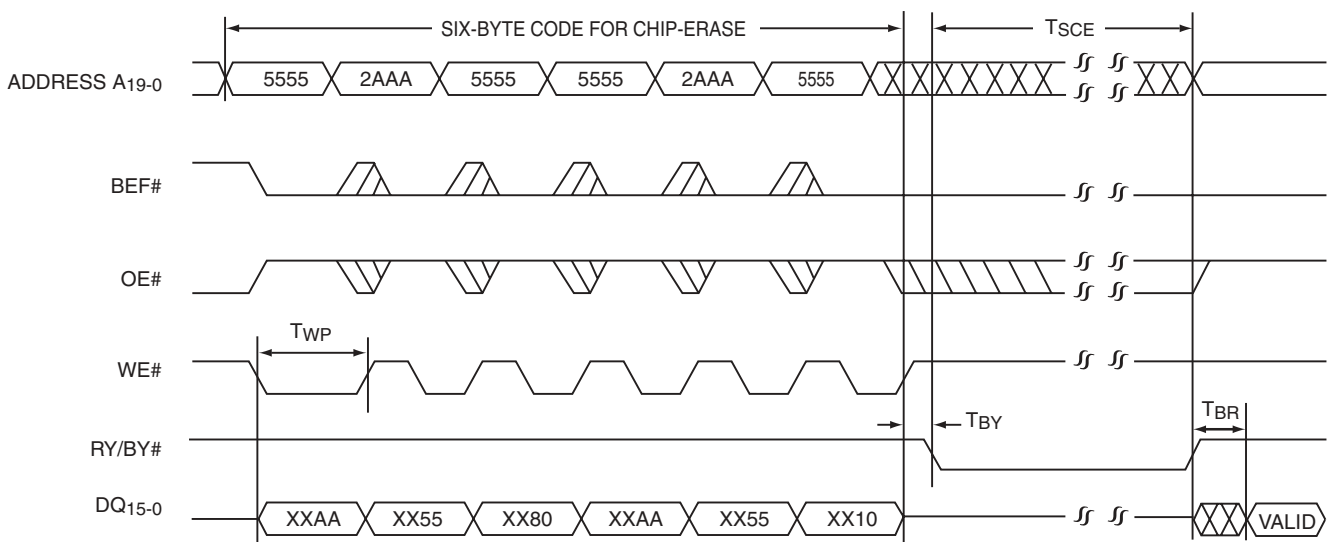 SIX-BYTE CODE FOR CHIP-ERASE TSCE
ADDRESS A19-0 5555 2AAA 5555 5555 2AAA 5555
BEF#
OE#
TWP
WE#
RY/BY# TBY TBR
DQ15-0 XXAA XX55 XX80 XXAA XX55 XX10 VALID